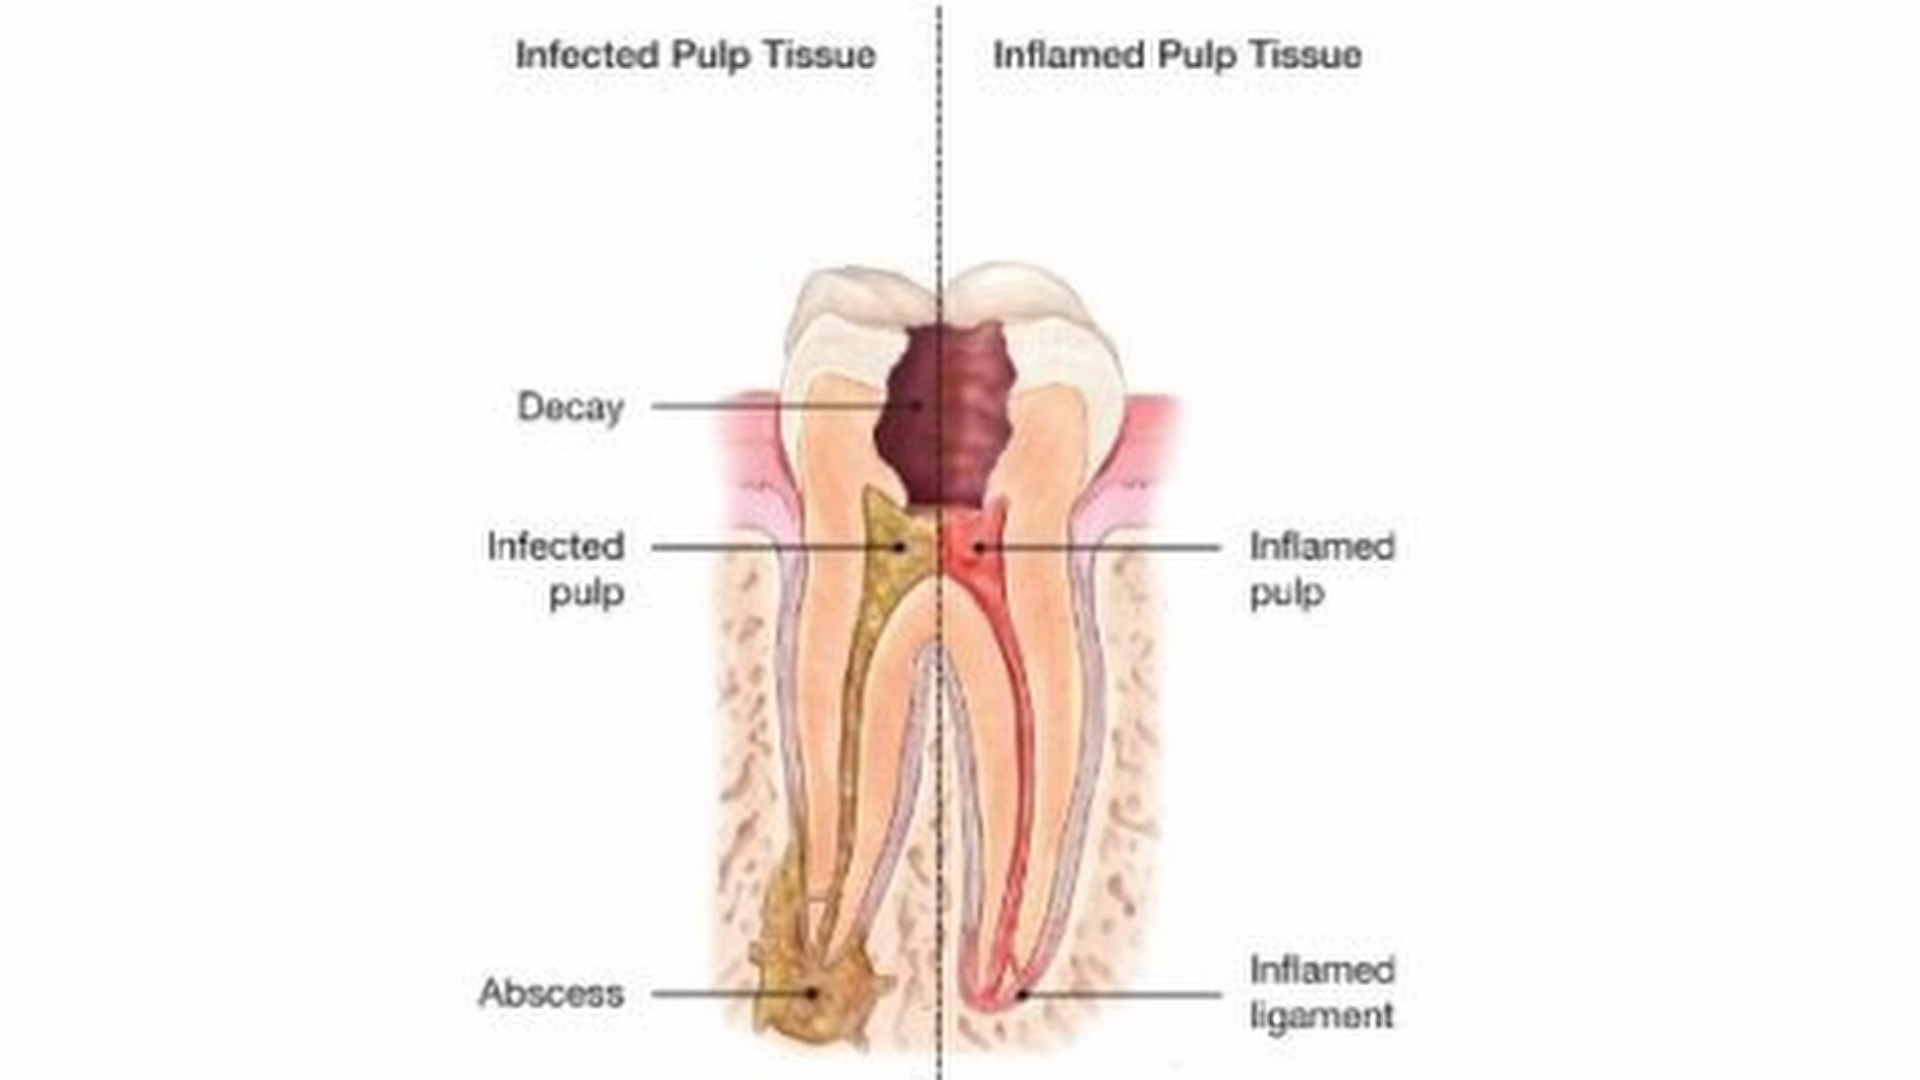 Infected Pulp Tissue
Inflamed Pulp Tissue
Decay
Infected
pulp
Inflamed
pulp
Abscess
Inflamed
ligament